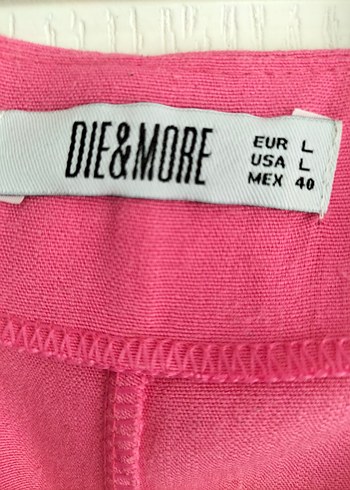 DIE&MORE
EUR L
USA L
MEX 40